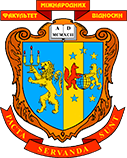 МІЖНАРОДНИХ
ФАКУЛЬТЕТ ВІДНОСИН
A D
MCMXCII
PACTA SERVANDA SUNT